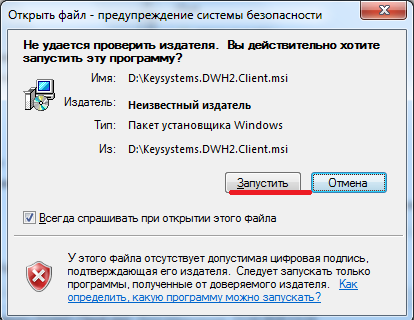 Открыть файл - предупреждение системы безопасности
Не удается проверить издателя. Вы действительно хотите
запустить эту программу?
Имя: D:\Keysystems.DWH2.Client.msi
Издатель: Неизвестный издатель
Тип: Пакет установщика Windows
Из: D:\Keysystems.DWH2.Client.msi
Запустить Отмена
Всегда спрашивать при открытии этого файла
У этого файла отсутствует допустимая цифровая подпись,
подтверждающая его издателя. Следует запускать только
программы, полученные от доверяемого издателя. Как
определить, какую программу можно запускать?